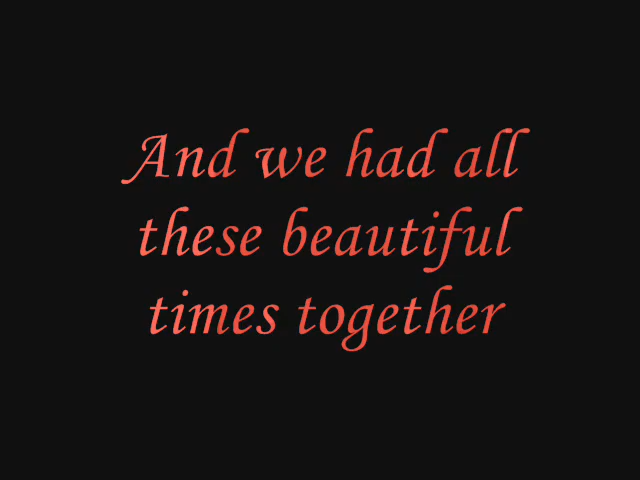 And we had all
these beautiful
times together